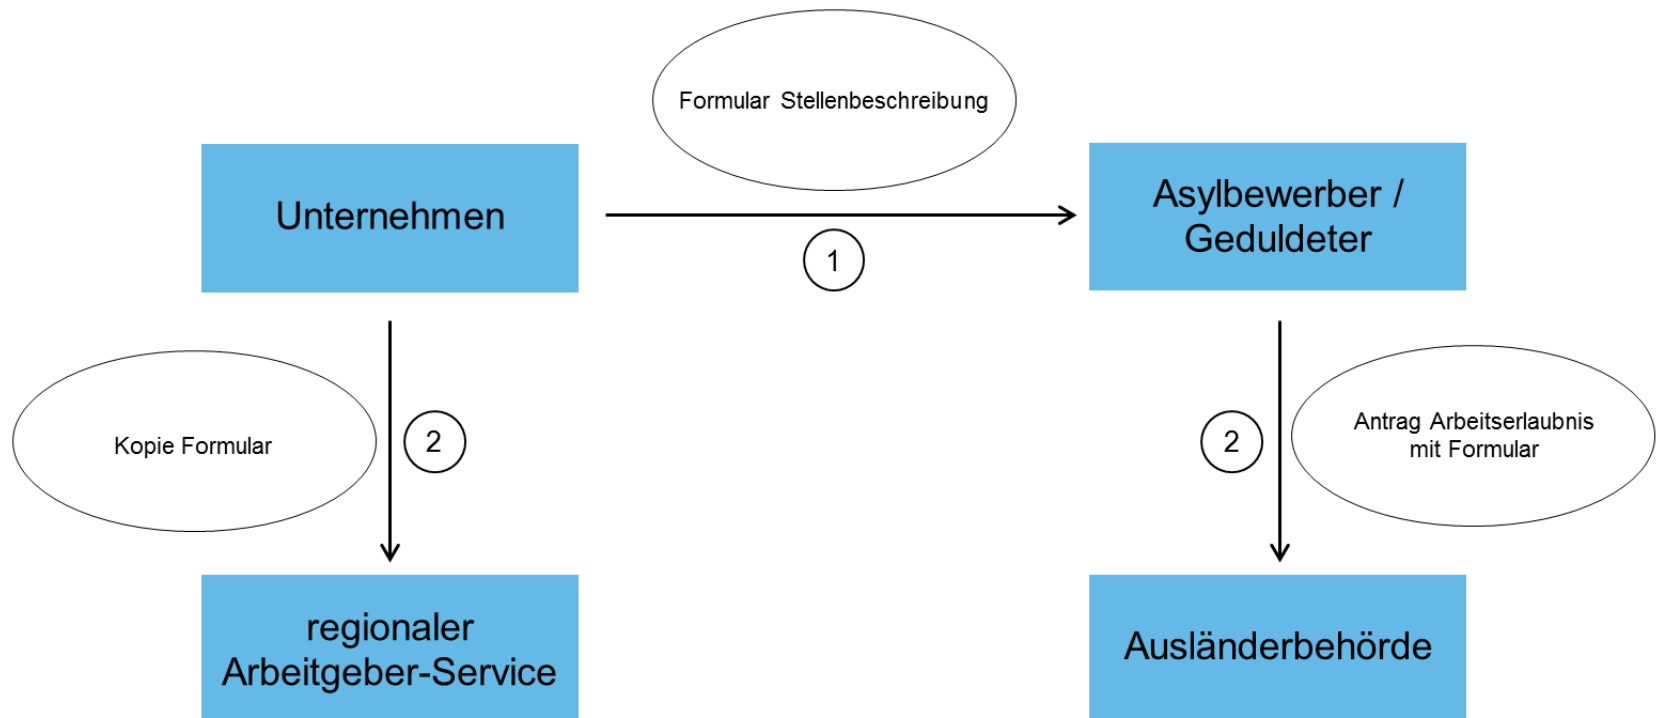 Formular Stellenbeschreibung
Unternehmen
Asylbewerber /
Geduldeter
1
Kopie Formular
2
2
Antrag Arbeitserlaubnis
mit Formular
regionaler
Arbeitgeber-Service
Ausländerbehörde